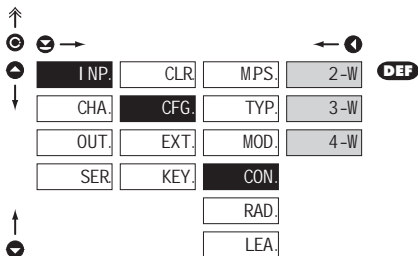 INP. CLR. MPS. 2-W DEF
CHA. CFG. TYP. 3-W
OUT. EXT. MOD. 4-W
SER. KEY. CON.
RAD.
LEA.